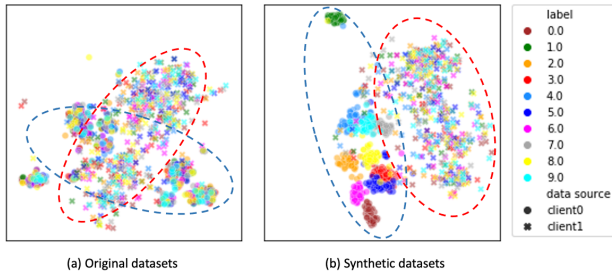 label
0.0
1.0
2.0
3.0
4.0
5.0
6.0
7.0
8.0
9.0
data source
client0
client1
(a) Original datasets
(b) Synthetic datasets